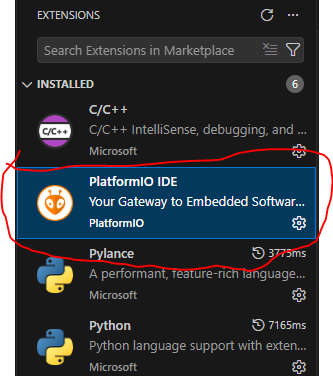 EXTENSIONS
Search Extensions in Marketplace
INSTALLED 6
C/C++
C/C++ IntelliSense, debugging, and ...
Microsoft
PlatformIO IDE
Your Gateway to Embedded Softwar...
PlatformIO
Pylance 3775ms
A performant, feature-rich language...
Microsoft
Python 7165ms
Python language support with exten...
Microsoft